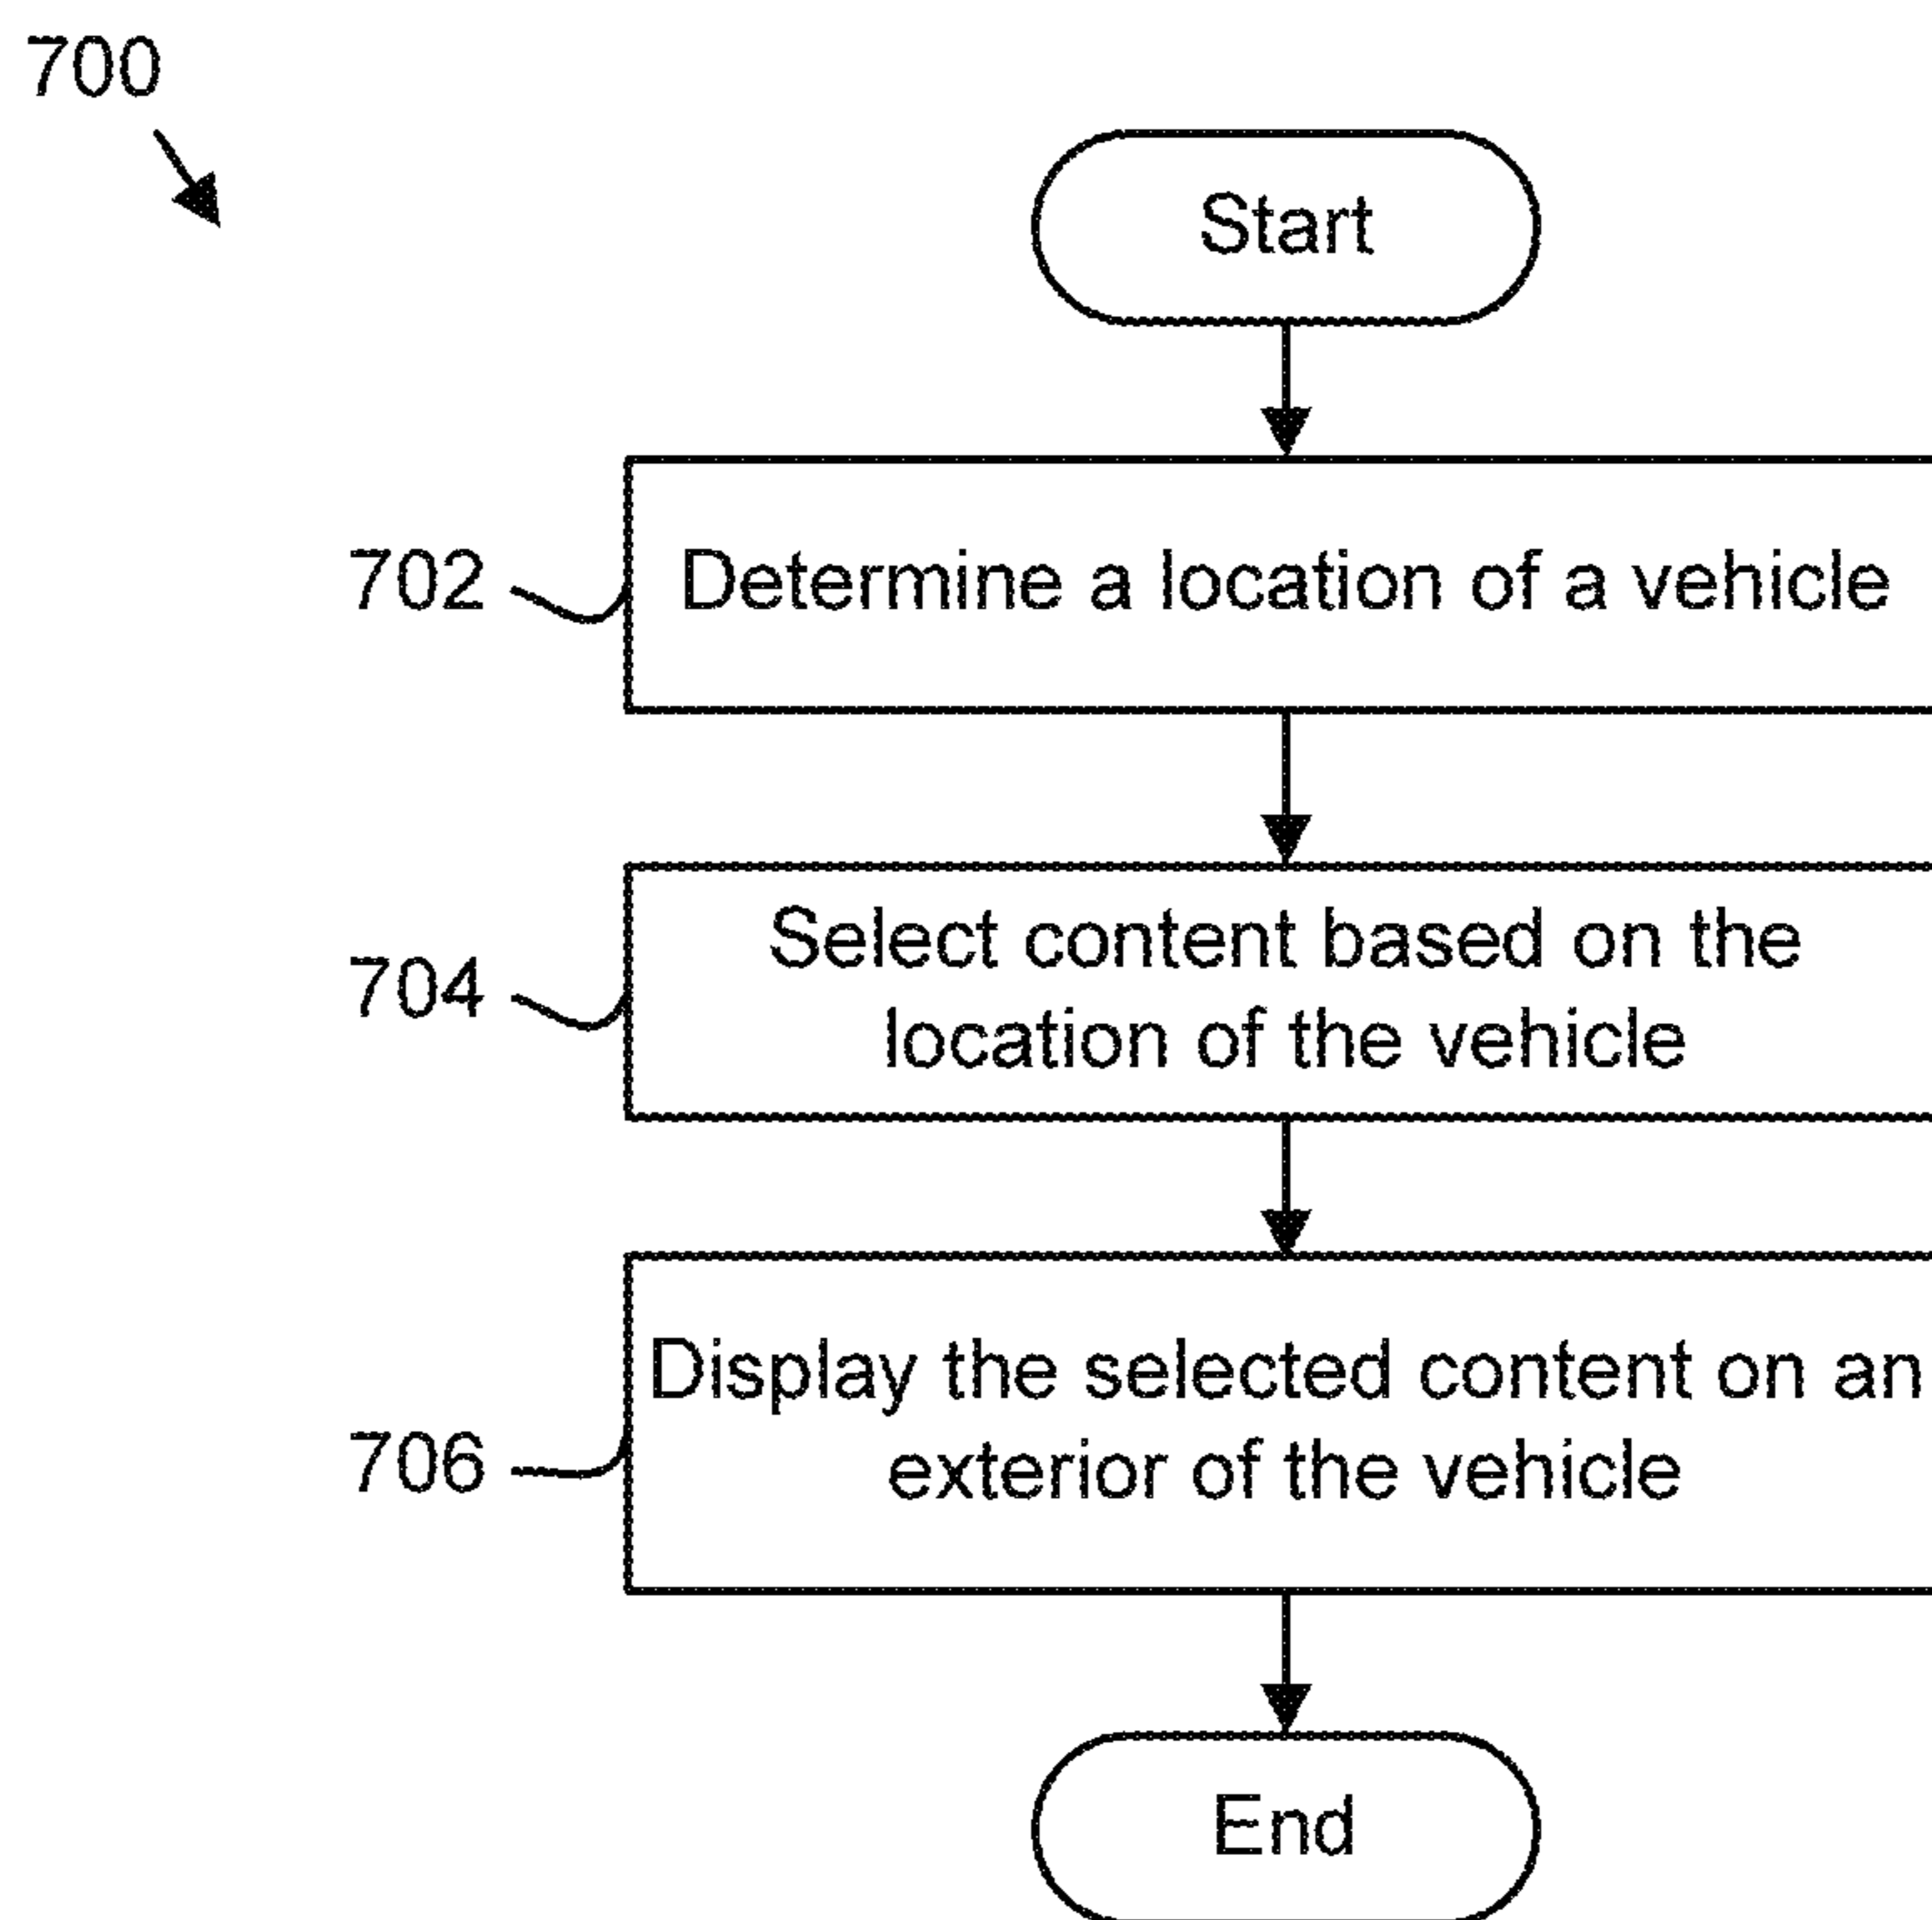 700
Start
702
Determine a location of a vehicle
704
Select content based on the
location of the vehicle
706
Display the selected content on an
exterior of the vehicle
End